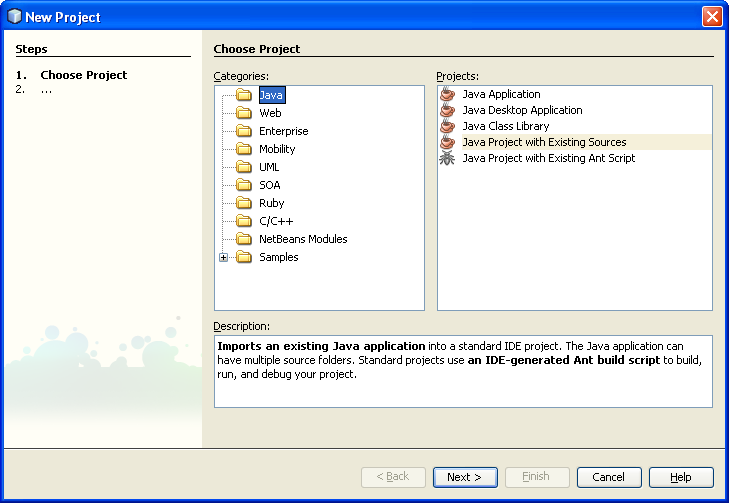 New Project
Steps
1. Choose Project
2. ...
Choose Project
Categories:
Java
Web
Enterprise
Mobility
UML
SOA
Ruby
C/C++
NetBeans Modules
Samples
Projects:
Java Application
Java Desktop Application
Java Class Library
Java Project with Existing Sources
Java Project with Existing Ant Script
Description:
Imports an existing Java application into a standard IDE project. The Java application can
have multiple source folders. Standard projects use an IDE-generated Ant build script to build,
run, and debug your project.
< Back
Next >
Finish
Cancel
Help